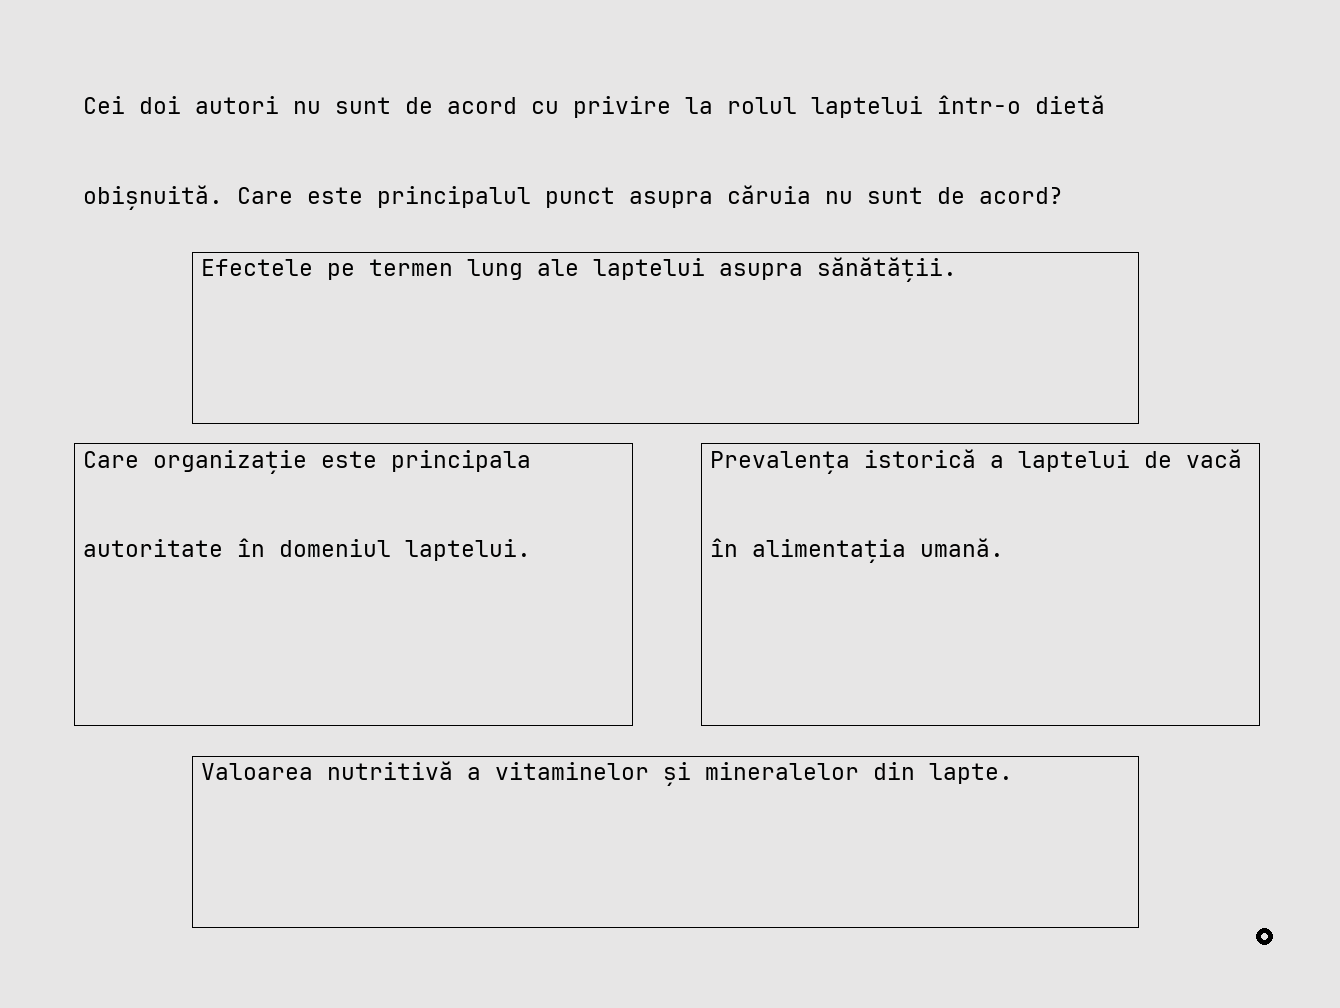 Cei doi autori nu sunt de acord cu privire la rolul laptelui într-o dietă
obișnuită. Care este principalul punct asupra căruia nu sunt de acord?
Efectele pe termen lung ale laptelui asupra sănătății.
Care organizație este principala
autoritate în domeniul laptelui.
Prevalența istorică a laptelui de vacă
în alimentația umană.
Valoarea nutritivă a vitaminelor și mineralelor din lapte.